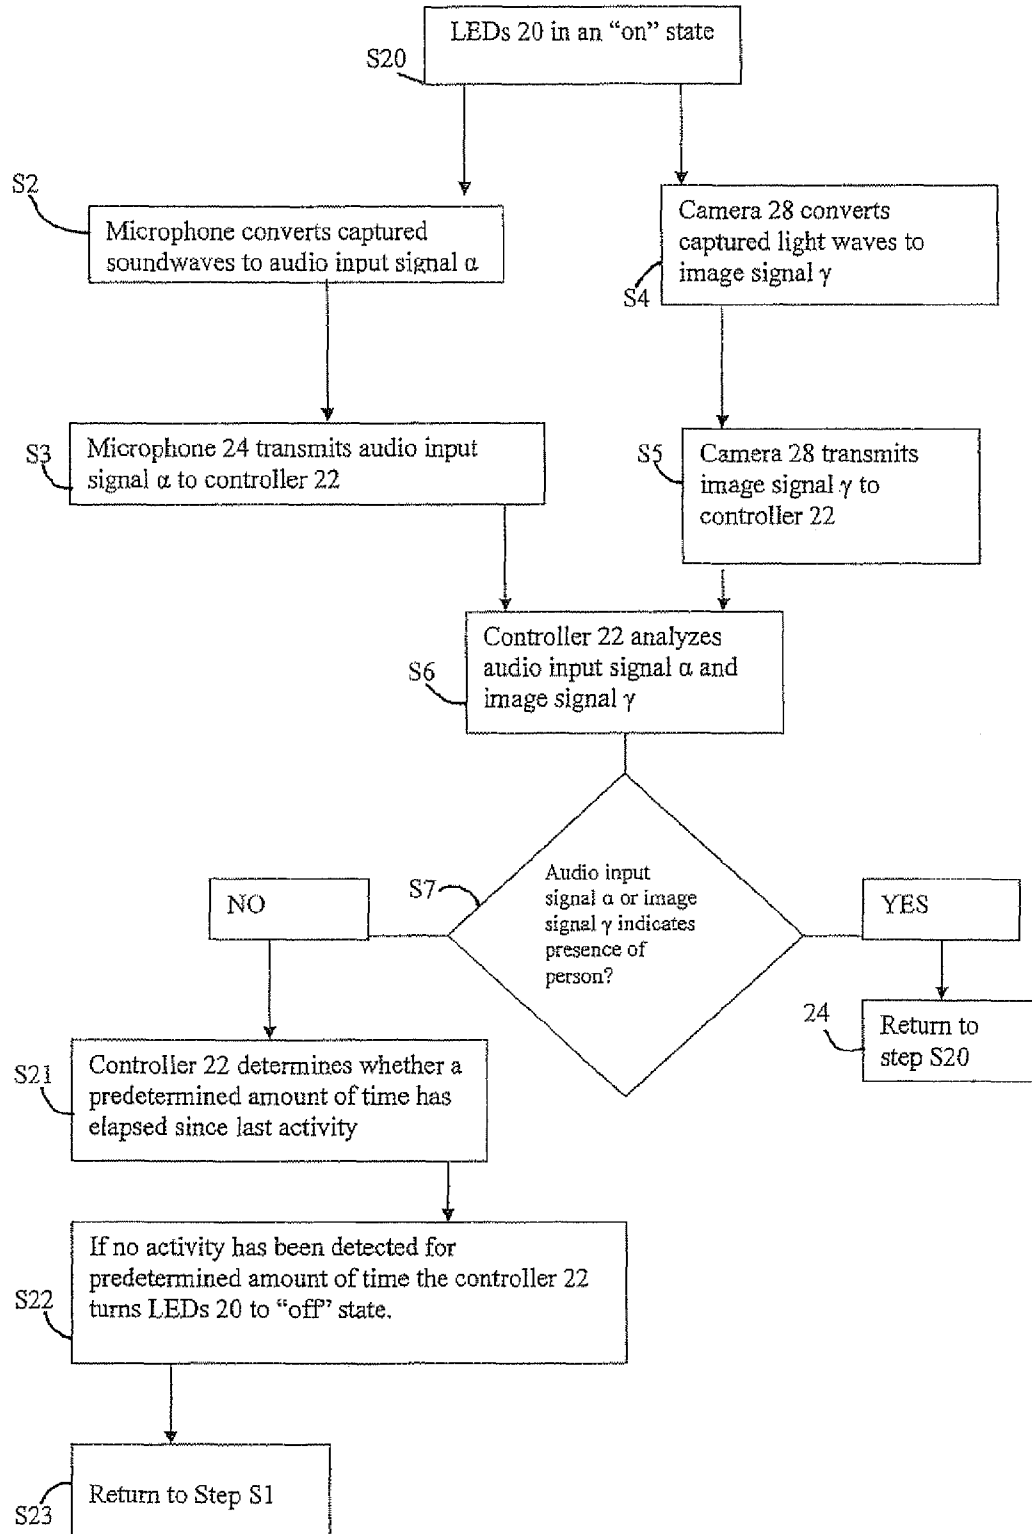 LEDs 20 in an “on” state
S20
S2
Microphone converts captured
soundwaves to audio input signal α
Camera 28 converts
captured light waves to
image signal γ
S4
S3
Microphone 24 transmits audio input
signal α to controller 22
S5
Camera 28 transmits
image signal γ to
controller 22
Controller 22 analyzes
audio input signal α and
image signal γ
S6
S7
Audio input
signal α or image
signal γ indicates
presence of
person?
NO
YES
24
Return to
step S20
S21
Controller 22 determines whether a
predetermined amount of time has
elapsed since last activity
If no activity has been detected for
predetermined amount of time the controller 22
turns LEDs 20 to “off” state.
S22
Return to Step S1
S23